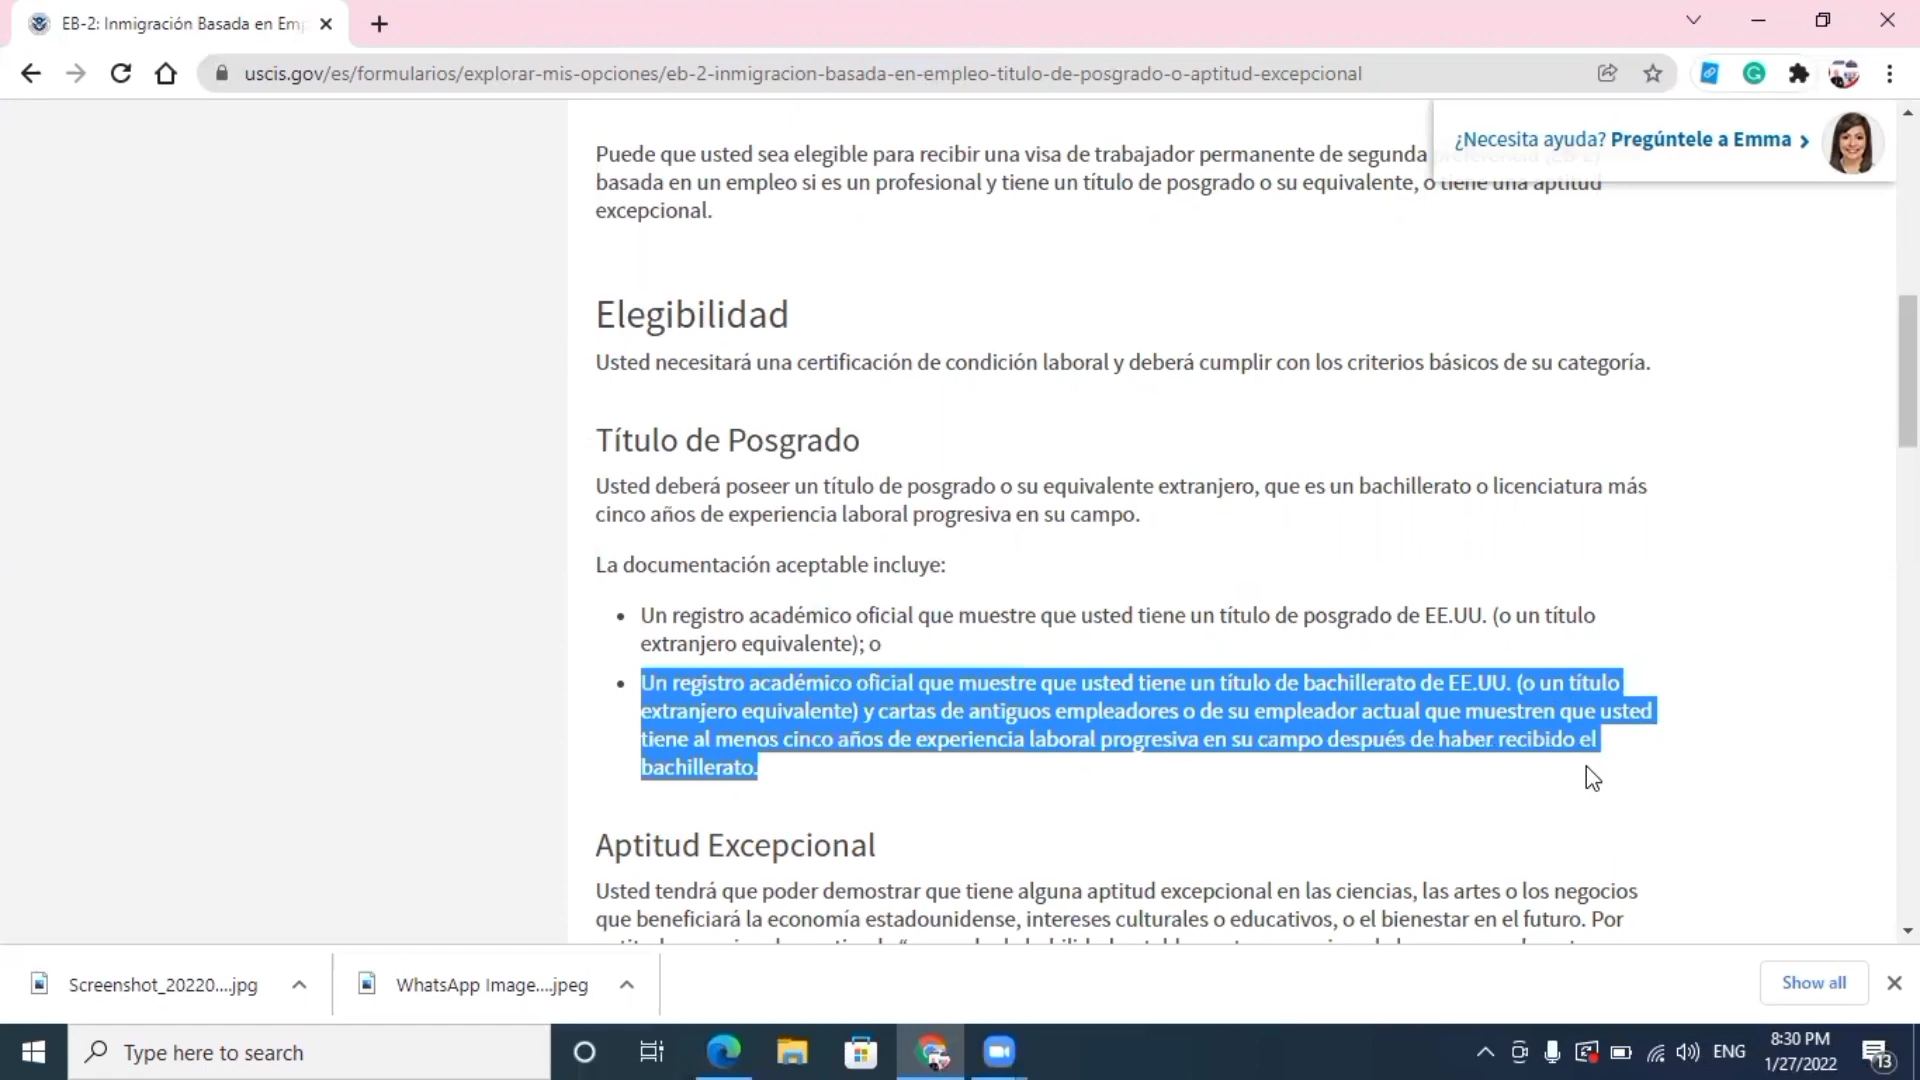 EB-2: Inmigración Basada en Em
uscis.gov/es/formularios/explorar-mis-opciones/eb-2-inmigracion-basada-en-empleo-titulo-de-posgrado-o-aptitud-excepcional
¿Necesita ayuda? Pregúntele a Emma
Puede que usted sea elegible para recibir una visa de trabajador permanente de segunda preferencia (EB-2)
basada en un empleo si es un profesional y tiene un título de posgrado o su equivalente, o tiene una aptitud
excepcional.
Elegibilidad
Usted necesitará una certificación de condición laboral y deberá cumplir con los criterios básicos de su categoría.
Título de Posgrado
Usted deberá poseer un título de posgrado o su equivalente extranjero, que es un bachillerato o licenciatura más
cinco años de experiencia laboral progresiva en su campo.
La documentación aceptable incluye:
• Un registro académico oficial que muestre que usted tiene un título de posgrado de EE.UU. (o un título
extranjero equivalente); o
• Un registro académico oficial que muestre que usted tiene un título de bachillerato de EE.UU. (o un título
extranjero equivalente) y cartas de antiguos empleadores o de su empleador actual que muestren que usted
tiene al menos cinco años de experiencia laboral progresiva en su campo después de haber recibido el
bachillerato.
Aptitud Excepcional
Usted tendrá que poder demostrar que tiene alguna aptitud excepcional en las ciencias, las artes o los negocios
que beneficiará la economía estadounidense, intereses culturales o educativos, o el bienestar en el futuro. Por
Screenshot_20220....jpg
WhatsApp Image....jpeg
Show all
Type here to search
ENG
8:30 PM
1/27/2022
13